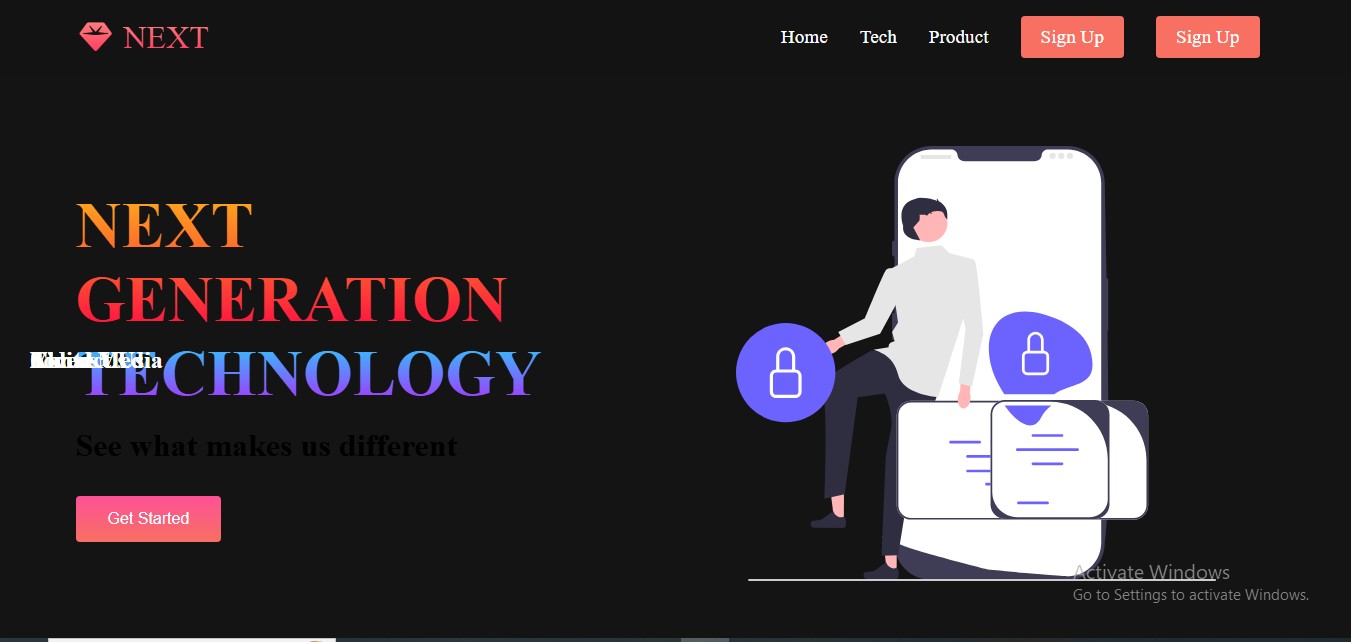 NEXT
Home Tech Product Sign Up Sign Up
NEXT
GENERATION
TECHNOLOGY
See what makes us different
Get Started
Activate Windows
Go to Settings to activate Windows.